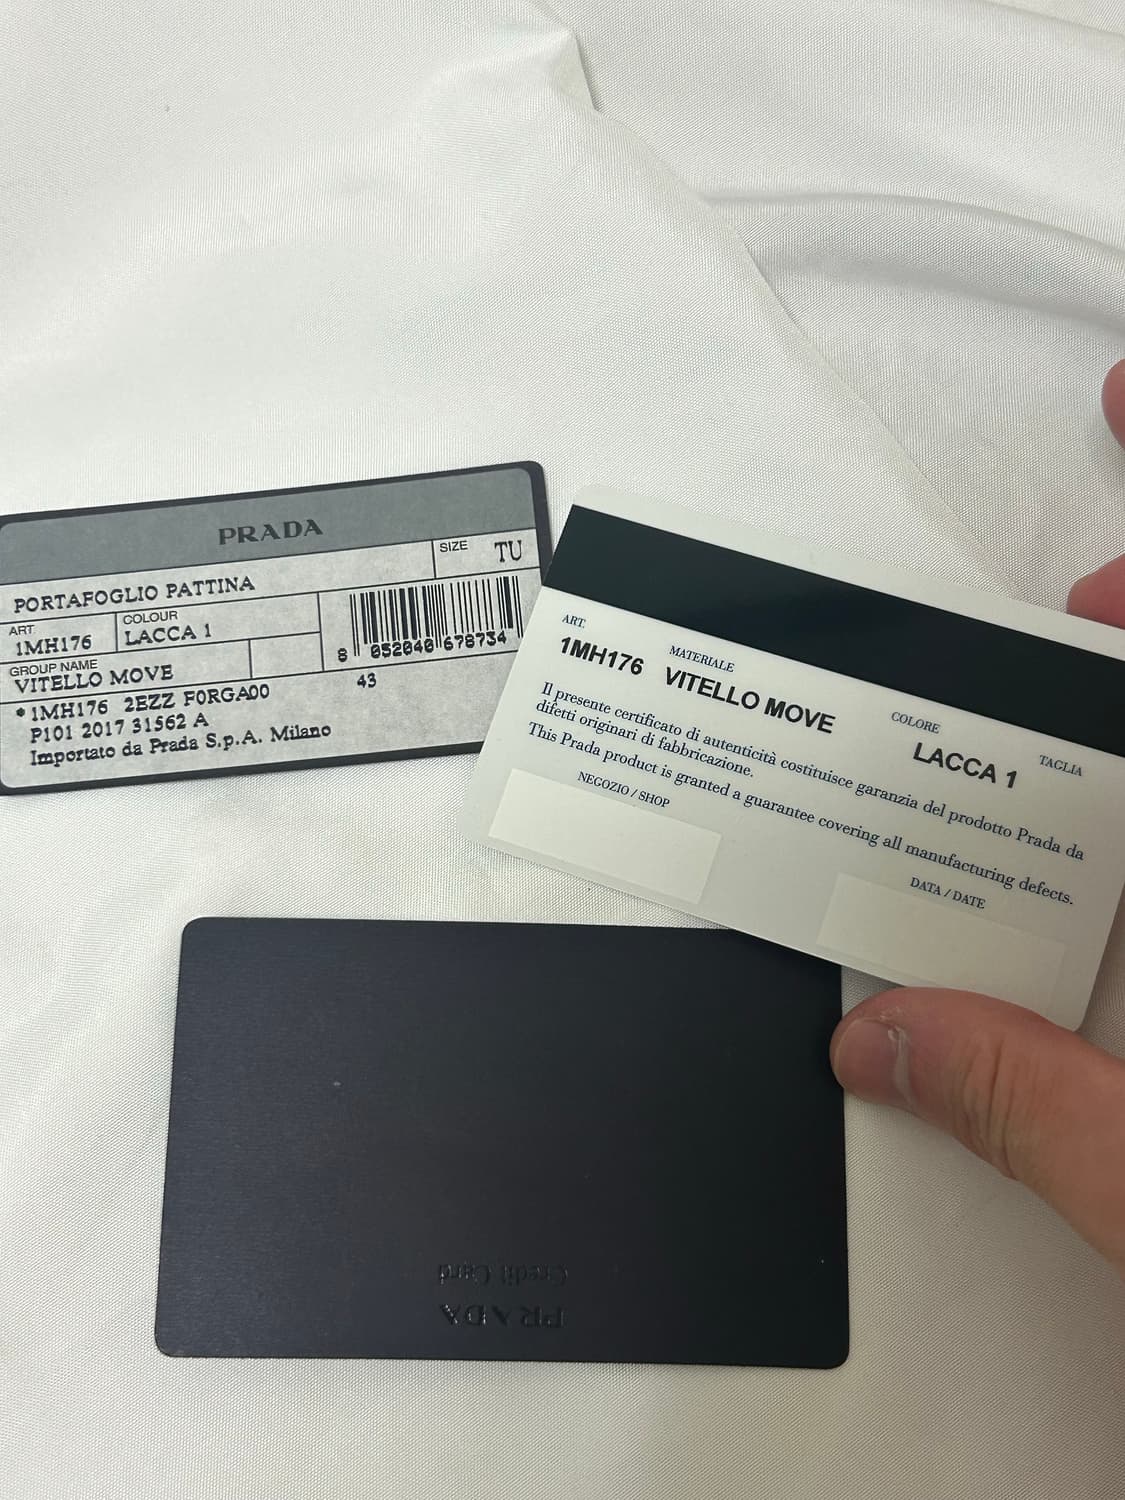 PRADA
PORTAFOGLIO PATTINA
SIZE TU
ART. 1MH176
COLOUR LACCA 1
GROUP NAME
VITELLO MOVE
8 052040 678734
43
*1MH176 2EZZ F0RGA00
P101 2017 31562 A
Importato da Prada S.p.A. Milano
ART. MATERIALE COLORE TAGLIA
1MH176 VITELLO MOVE LACCA 1
Il presente certificato di autenticità costituisce garanzia del prodotto Prada da
difetti originari di fabbricazione.
This Prada product is granted a guarantee covering all manufacturing defects.
NEGOZIO / SHOP
DATA / DATE
PRADA
Credit Card